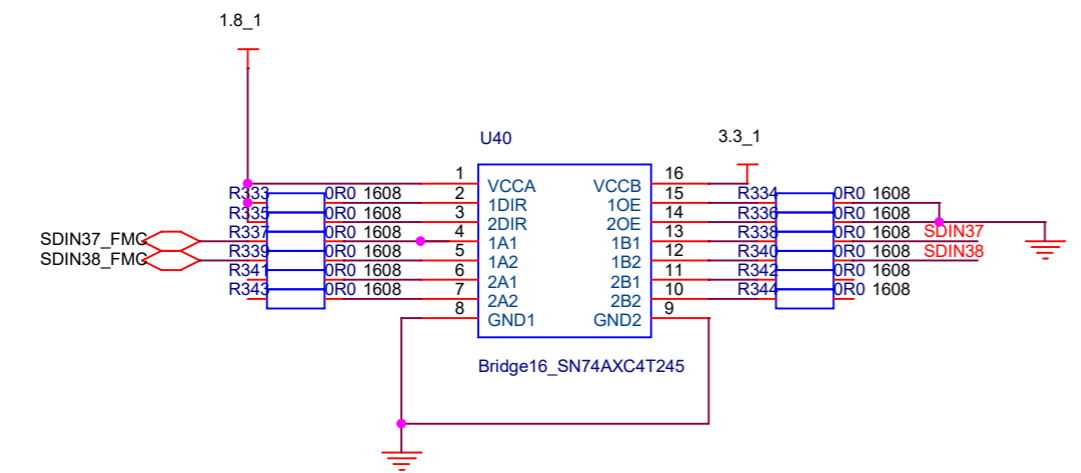 1.8_1
U40
3.3_1
1 16
VCCA VCCB
R333 0R0 1608 2 15 R334 0R0 1608
1DIR 1OE
R335 0R0 1608 3 14 R336 0R0 1608
2DIR 2OE
SDIN37_FMC R337 0R0 1608 4 13 R338 0R0 1608 SDIN37
1A1 1B1
SDIN38_FMC R339 0R0 1608 5 12 R340 0R0 1608 SDIN38
1A2 1B2
R341 0R0 1608 6 11 R342 0R0 1608
2A1 2B1
R343 0R0 1608 7 10 R344 0R0 1608
2A2 2B2
8 9
GND1 GND2
Bridge16_SN74AXC4T245